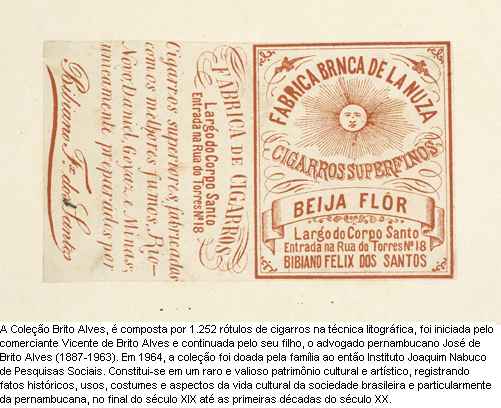 FABRICA DE CIGARROS
Largo do Corpo Santo
Entrada na Rua do Torres Nº 18
Cigarros superiores, fabricados
com os melhores fumos, Rio-
Novo, Daniel, Goyaz e Minas;
unicamente preparados por
Bibiano Fx. dos Santos
FABRICA BRNCA DE LA NUZA
CIGARROS SUPERFINOS
BEIJA FLÔR
Largo do Corpo Santo
Entrada na Rua do Torres Nº 18
BIBIANO FELIX DOS SANTOS
A Coleção Brito Alves, é composta por 1.252 rótulos de cigarros na técnica litográfica, foi iniciada pelo
comerciante Vicente de Brito Alves e continuada pelo seu filho, o advogado pernambucano José de
Brito Alves (1887-1963). Em 1964, a coleção foi doada pela família ao então Instituto Joaquim Nabuco
de Pesquisas Sociais. Constitui-se em um raro e valioso patrimônio cultural e artístico, registrando
fatos históricos, usos, costumes e aspectos da vida cultural da sociedade brasileira e particularmente
da pernambucana, no final do século XIX até as primeiras décadas do século XX.